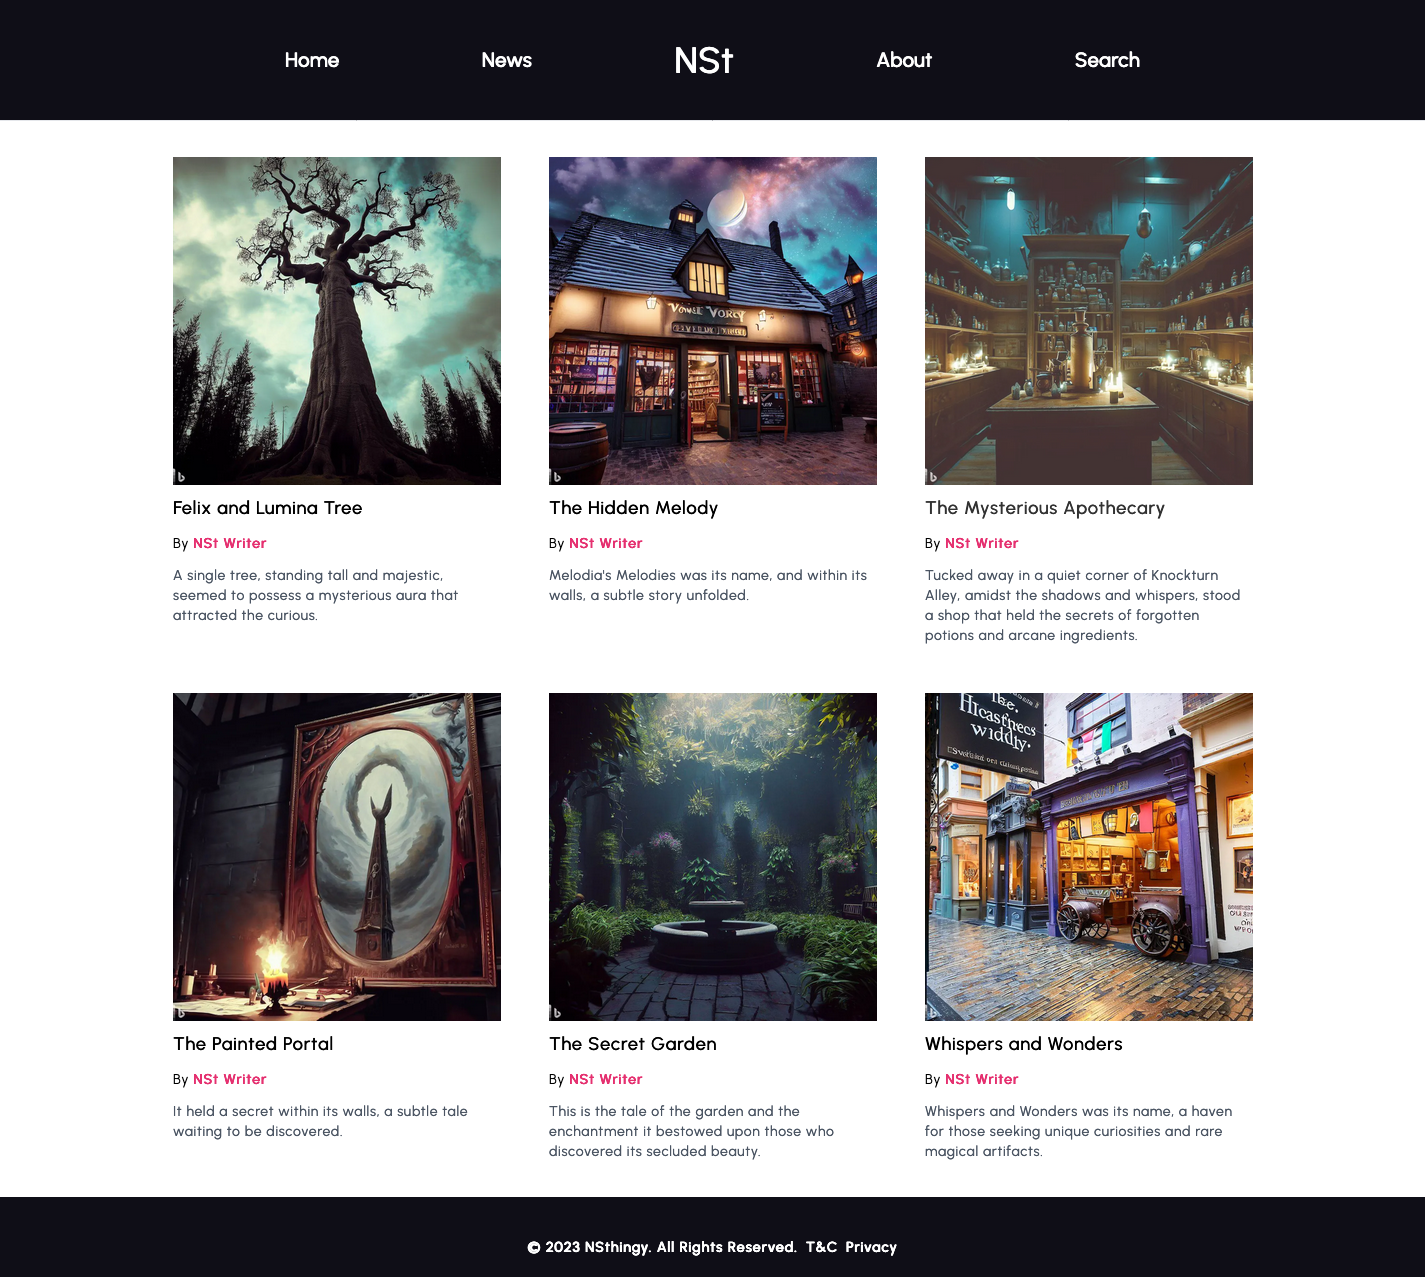 Home
News
NSt
About
Search
Felix and Lumina Tree
By NSt Writer
A single tree, standing tall and majestic,
seemed to possess a mysterious aura that
attracted the curious.
The Hidden Melody
By NSt Writer
Melodia's Melodies was its name, and within its
walls, a subtle story unfolded.
The Mysterious Apothecary
By NSt Writer
Tucked away in a quiet corner of Knockturn
Alley, amidst the shadows and whispers, stood
a shop that held the secrets of forgotten
potions and arcane ingredients.
The.
Hicastnecs
widdty.
The Painted Portal
By NSt Writer
It held a secret within its walls, a subtle tale
waiting to be discovered.
The Secret Garden
By NSt Writer
This is the tale of the garden and the
enchantment it bestowed upon those who
discovered its secluded beauty.
Whispers and Wonders
By NSt Writer
Whispers and Wonders was its name, a haven
for those seeking unique curiosities and rare
magical artifacts.
© 2023 NSthingy. All Rights Reserved. T&C Privacy